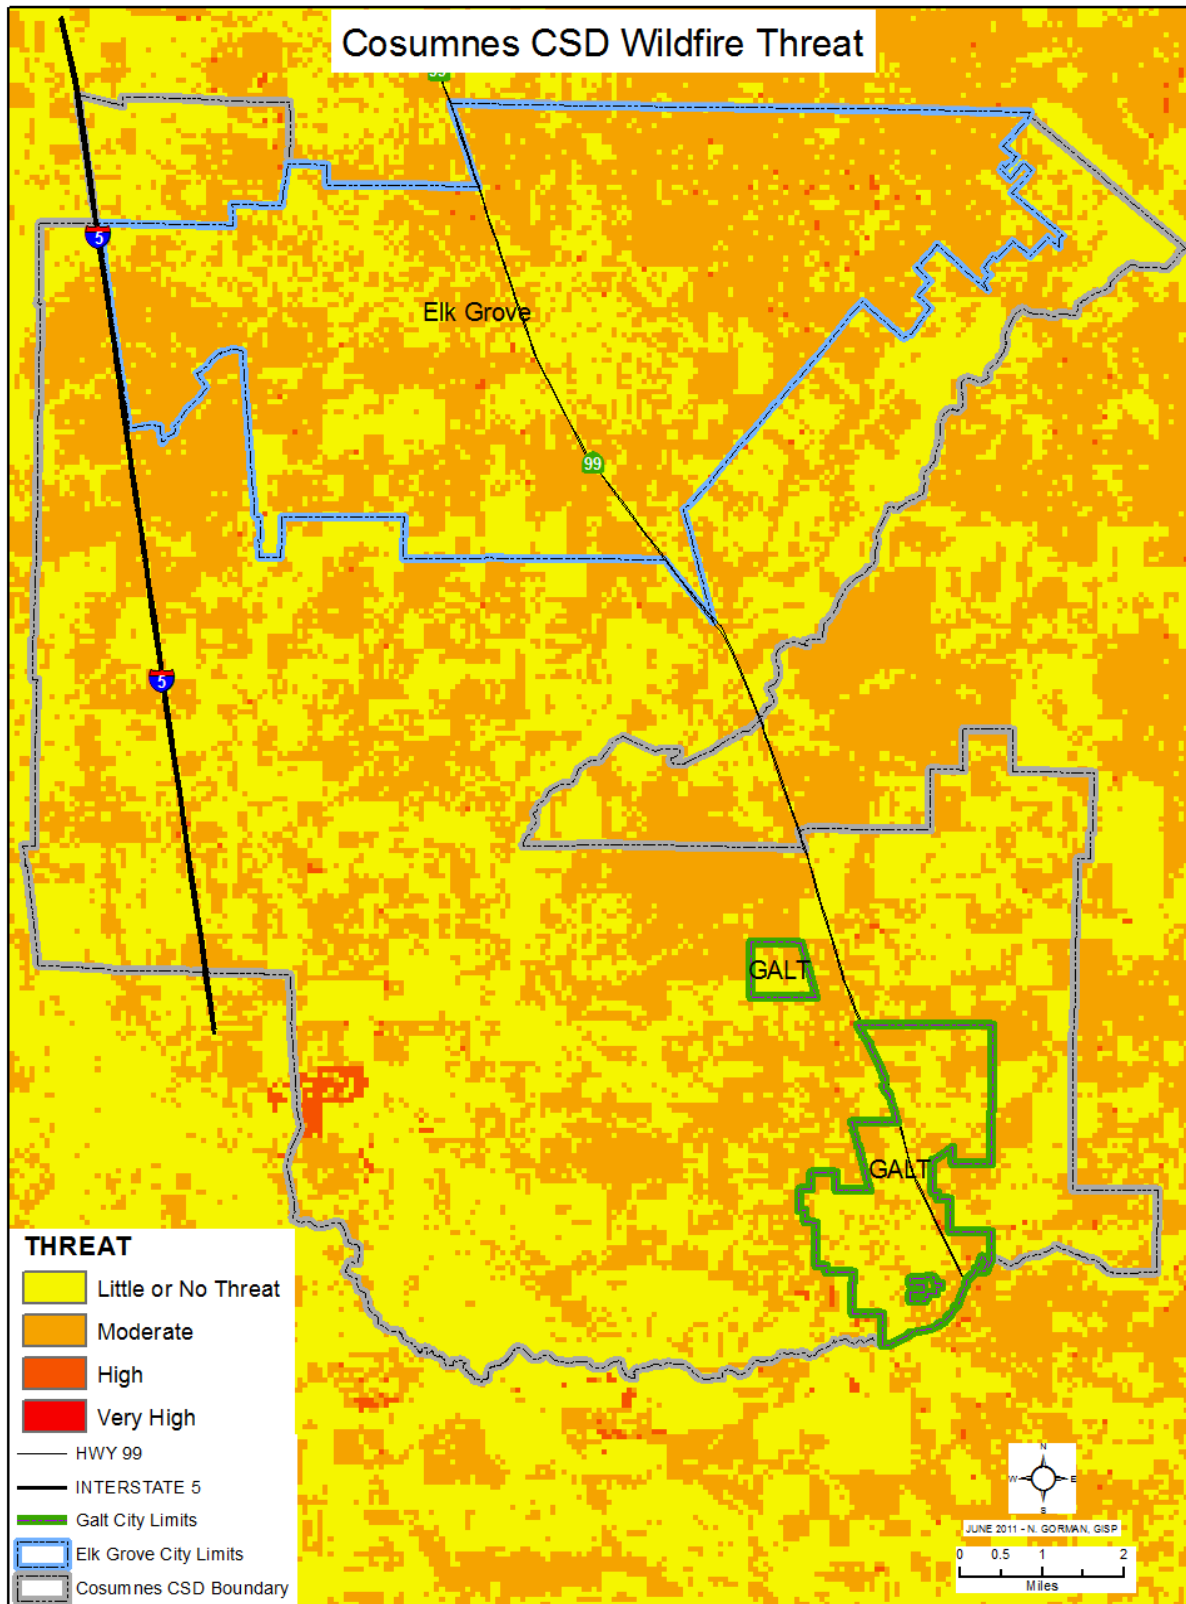 Cosumnes CSD Wildfire Threat
99
5
Elk Grove
99
5
GALT
GALT
THREAT
Little or No Threat
Moderate
High
Very High
HWY 99
INTERSTATE 5
Galt City Limits
Elk Grove City Limits
Cosumnes CSD Boundary
N
W E
S
JUNE 2011 - N. GORMAN, GISP
0 0.5 1 2
Miles